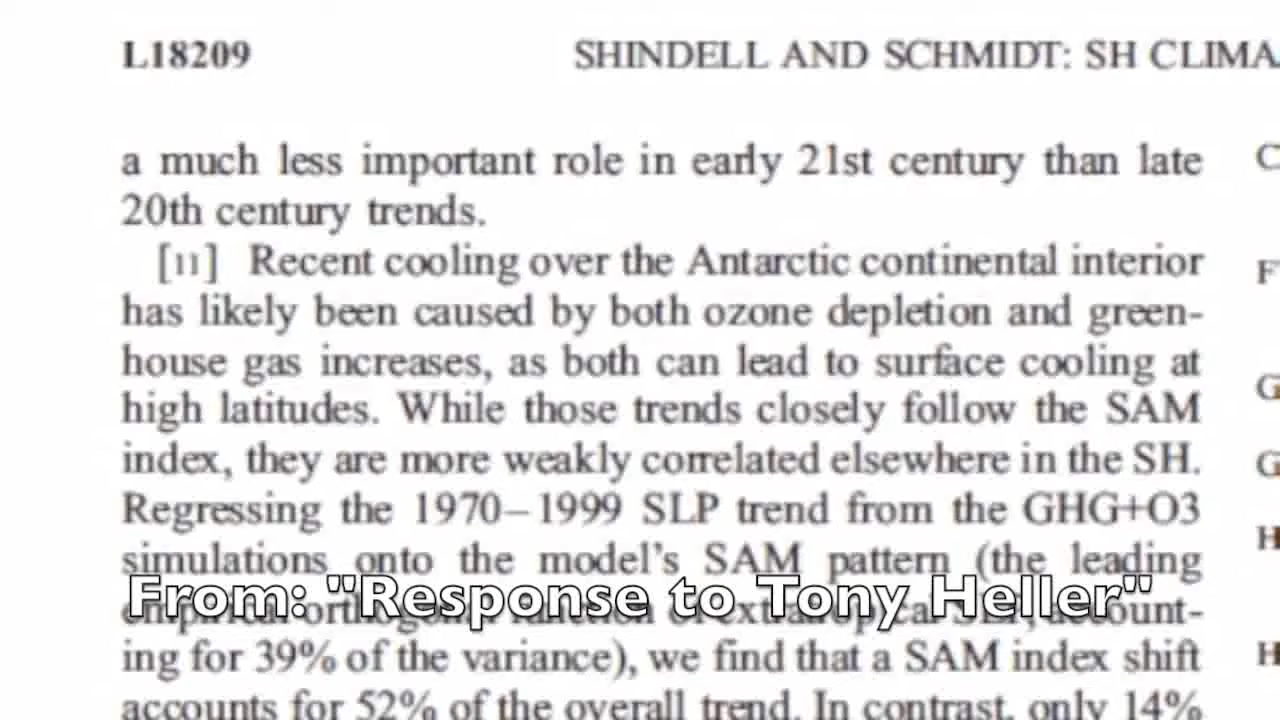 L18209 SHINDELL AND SCHMIDT: SH CLIMA
a much less important role in early 21st century than late
20th century trends.
[11] Recent cooling over the Antarctic continental interior
has likely been caused by both ozone depletion and green-
house gas increases, as both can lead to surface cooling at
high latitudes. While those trends closely follow the SAM
index, they are more weakly correlated elsewhere in the SH.
Regressing the 1970–1999 SLP trend from the GHG+O3
simulations onto the model's SAM pattern (the leading
From: "Response to Tony Heller"
ing for 39% of the variance), we find that a SAM index shift
accounts for 52% of the overall trend. In contrast, only 14%
C
F
G
G
H
H